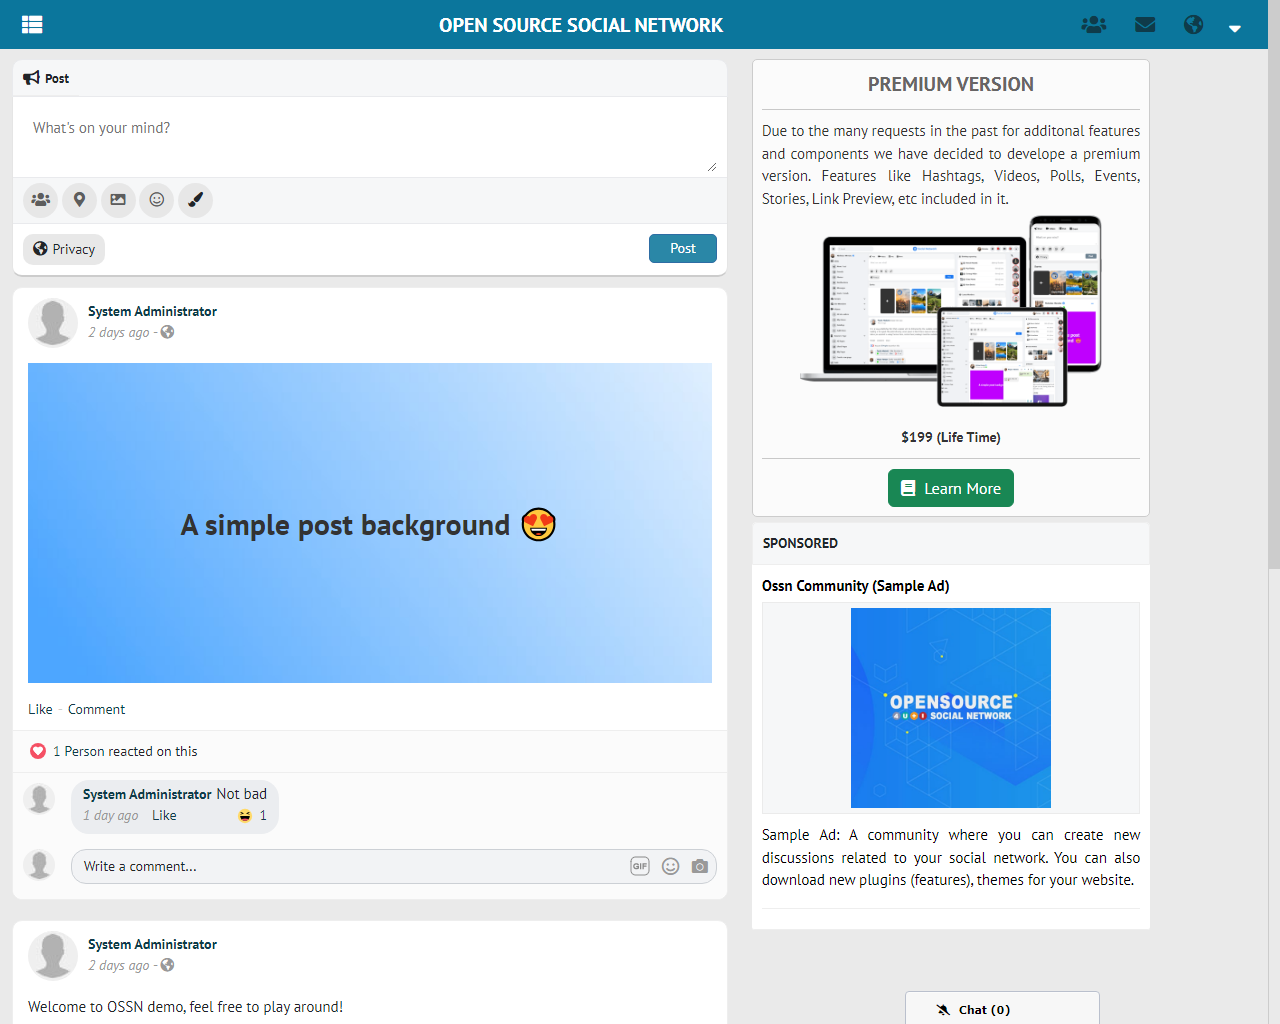 OPEN SOURCE SOCIAL NETWORK
Post
What's on your mind?
Privacy
Post
System Administrator
2 days ago -
A simple post background
Like - Comment
1 Person reacted on this
System Administrator Not bad
1 day ago Like 1
Write a comment...
GIF
System Administrator
2 days ago -
Welcome to OSSN demo, feel free to play around!
PREMIUM VERSION
Due to the many requests in the past for additonal features
and components we have decided to develope a premium
version. Features like Hashtags, Videos, Polls, Events,
Stories, Link Preview, etc included in it.
$199 (Life Time)
Learn More
SPONSORED
Ossn Community (Sample Ad)
OPENSOURCE
SOCIAL NETWORK
Sample Ad: A community where you can create new
discussions related to your social network. You can also
download new plugins (features), themes for your website.
Chat (0)